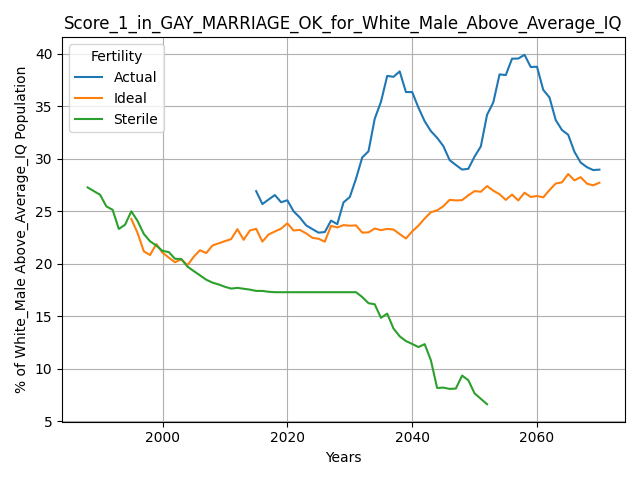 Score_1_in_GAY_MARRIAGE_OK_for_White_Male_Above_Average_IQ
% of White_Male Above_Average_IQ Population
40
35
30
25
20
15
10
5
Fertility
Actual
Ideal
Sterile
2000
2020
2040
2060
Years